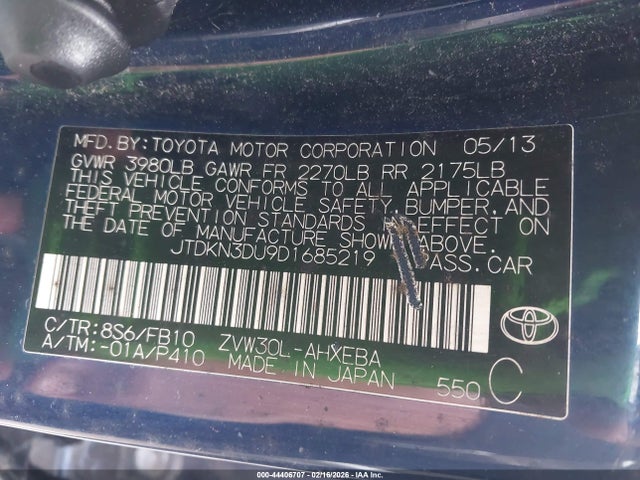 MFD.BY:TOYOTA MOTOR CORPORATION 05/13
GVWR 3980LB GAWR FR 2270LB RR 2175LB
THIS VEHICLE CONFORMS TO ALL APPLICABLE
FEDERAL MOTOR VEHICLE SAFETY, BUMPER, AND
THEFT PREVENTION STANDARDS EFFECT ON
THE DATE OF MANUFACTURE SHOWN ABOVE.
JTDKN3DU9D1685219 PASS.CAR
C/TR:8S6/FB10 ZVW30L-AHXEBA
A/TM:-01A/P410 MADE IN JAPAN 550 C
000-44406707 - 02/16/2026 - IAAI.COM